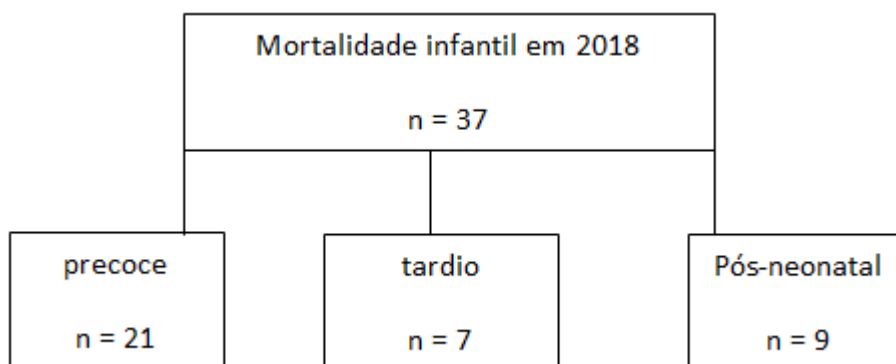 Mortalidade infantil em 2018
n = 37
precoce
n = 21
tardio
n = 7
Pós-neonatal
n = 9